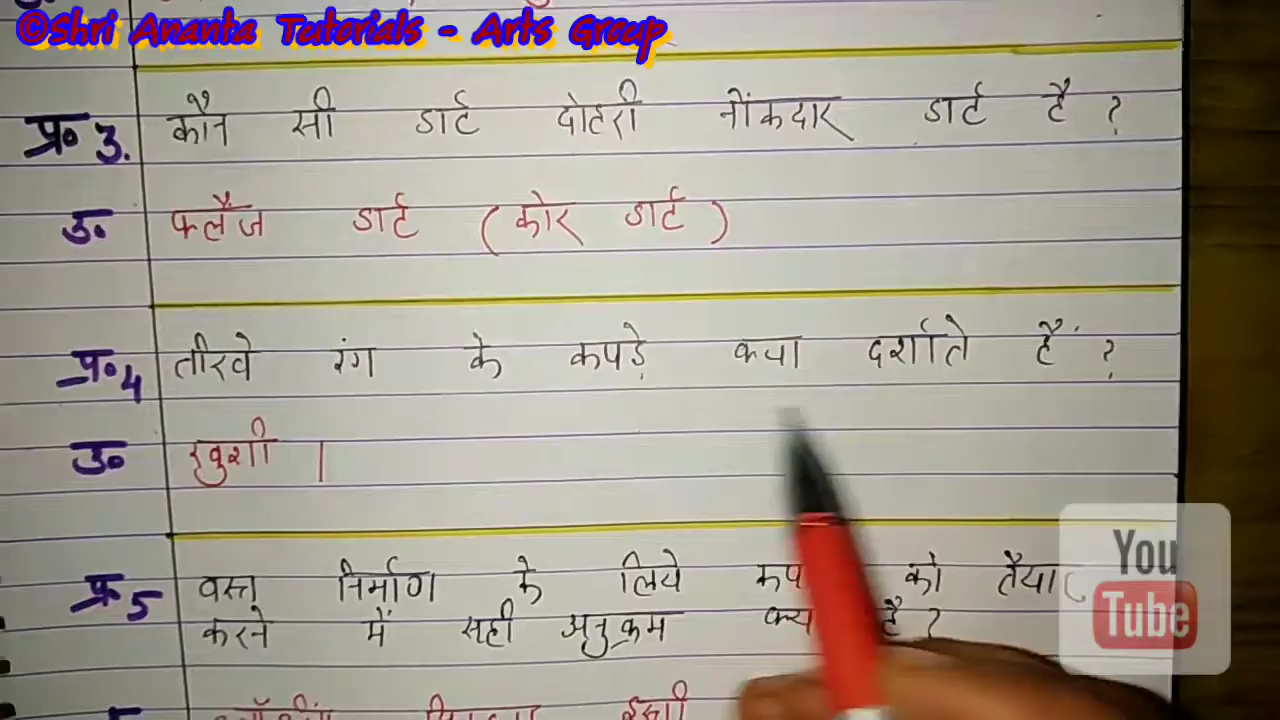 ©Shri Ananta Tutorials - Arts Group
प्र० 3. कौन सी डार्ट दोहरी नोंकदार डार्ट है ?
उ० फ्लैंज डार्ट ( कोर डार्ट )
प्र० 4 तीखे रंग के कपड़े क्या दर्शाते हैं ?
उ० खुशी ।
प्र० 5 वस्त्र निर्माण के लिये को तैयार
करने में सही अनुक्रम है ?
You
Tube